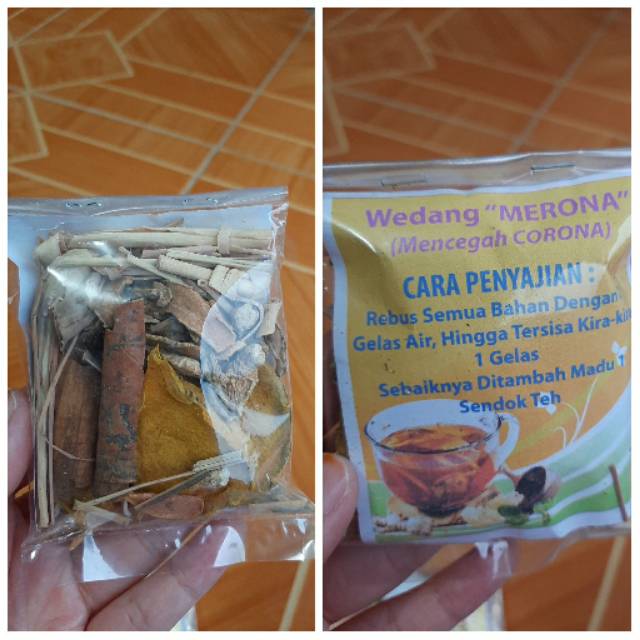 Wedang "MERONA"
(Mencegah CORONA)
CARA PENYAJIAN :
Rebus Semua Bahan Dengan
Gelas Air, Hingga Tersisa Kira-kira
1 Gelas
Sebaiknya Ditambah Madu 1
Sendok Teh